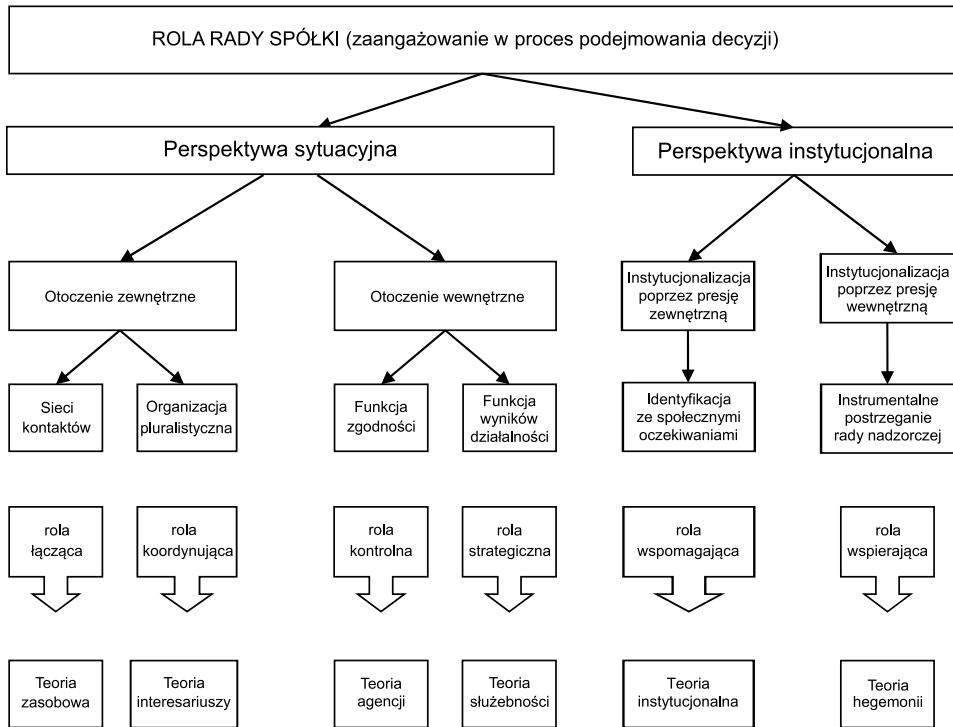 ROLA RADY SPÓŁKI (zaangażowanie w proces podejmowania decyzji)
Perspektywa sytuacyjna
Perspektywa instytucjonalna
Otoczenie zewnętrzne
Otoczenie wewnętrzne
Instytucjonalizacja
poprzez presję
zewnętrzną
Instytucjonalizacja
poprzez presję
wewnętrzną
Sieci
kontaktów
Organizacja
pluralistyczna
Funkcja
zgodności
Funkcja
wyników
działalności
Identyfikacja
ze społecznymi
oczekiwaniami
Instrumentalne
postrzeganie
rady nadzorczej
rola
łącząca
rola
koordynująca
rola
kontrolna
rola
strategiczna
rola
wspomagająca
rola
wspierająca
Teoria
zasobowa
Teoria
interesariuszy
Teoria
agencji
Teoria
służebności
Teoria
instytucjonalna
Teoria
hegemonii